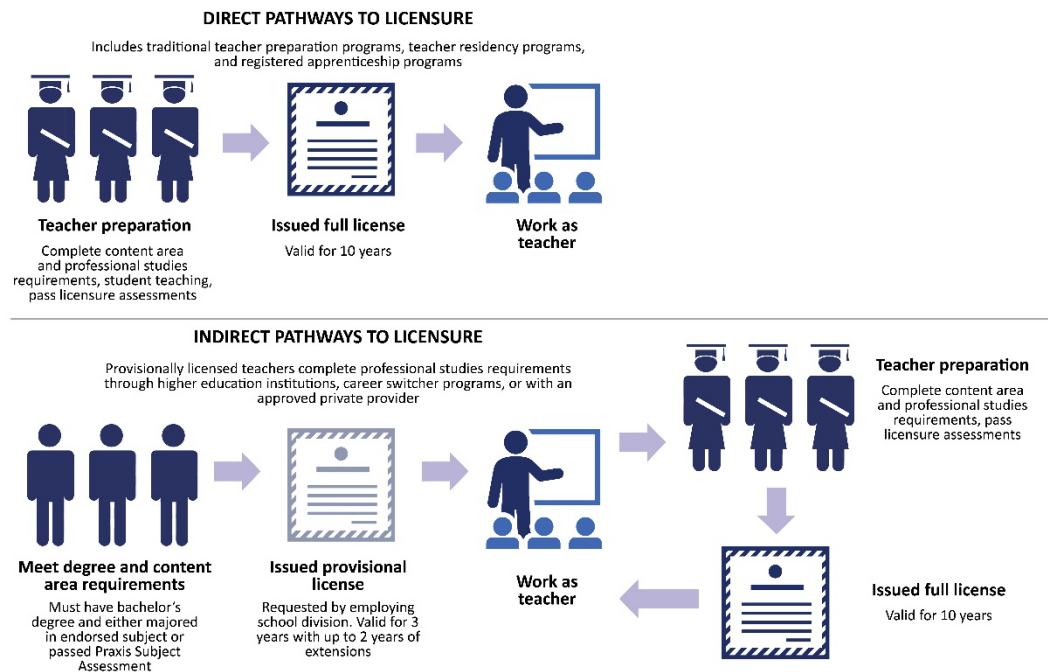 DIRECT PATHWAYS TO LICENSURE
Includes traditional teacher preparation programs, teacher residency programs,
and registered apprenticeship programs
Teacher preparation
Complete content area
and professional studies
requirements, student teaching,
pass licensure assessments
Issued full license
Valid for 10 years
Work as
teacher
INDIRECT PATHWAYS TO LICENSURE
Provisionally licensed teachers complete professional studies requirements
through higher education institutions, career switcher programs, or with an
approved private provider
Meet degree and content
area requirements
Must have bachelor’s
degree and either majored
in endorsed subject or
passed Praxis Subject
Assessment
Issued provisional
license
Requested by employing
school division. Valid for 3
years with up to 2 years of
extensions
Work as
teacher
Teacher preparation
Complete content area
and professional studies
requirements, pass
licensure assessments
Issued full license
Valid for 10 years